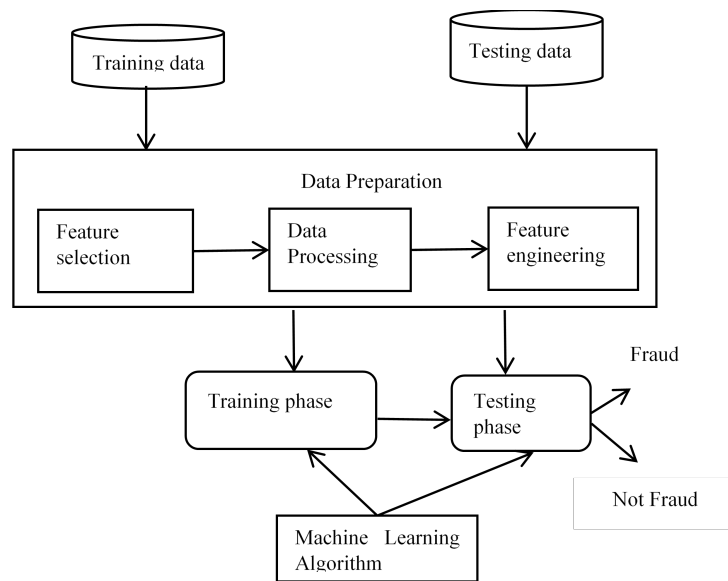 Training data
Testing data
Data Preparation
Feature
selection
Data
Processing
Feature
engineering
Training phase
Testing
phase
Fraud
Not Fraud
Machine Learning
Algorithm